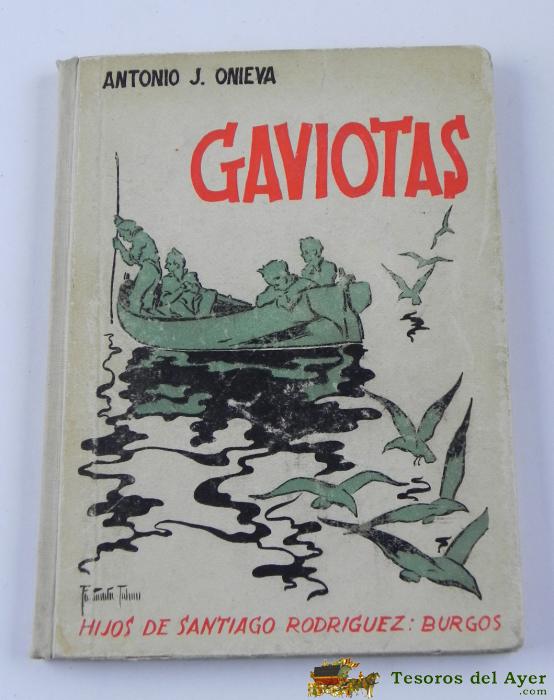 ANTONIO J. ONIEVA
GAVIOTAS
HIJOS DE SANTIAGO RODRIGUEZ: BURGOS
Tesoros del Ayer
.com